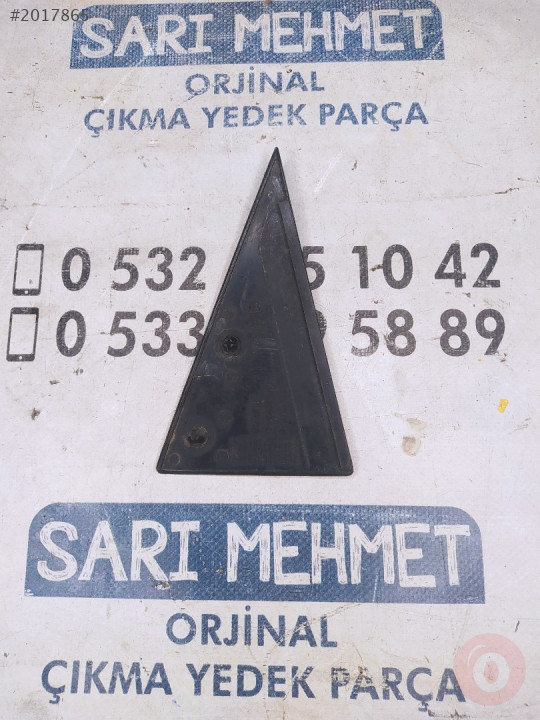 #201786
SARI MEHMET
ORJİNAL
ÇIKMA YEDEK PARÇA
0 532 5 10 42
0 533 58 89
SARI MEHMET
ORJİNAL
ÇIKMA YEDEK PARÇA